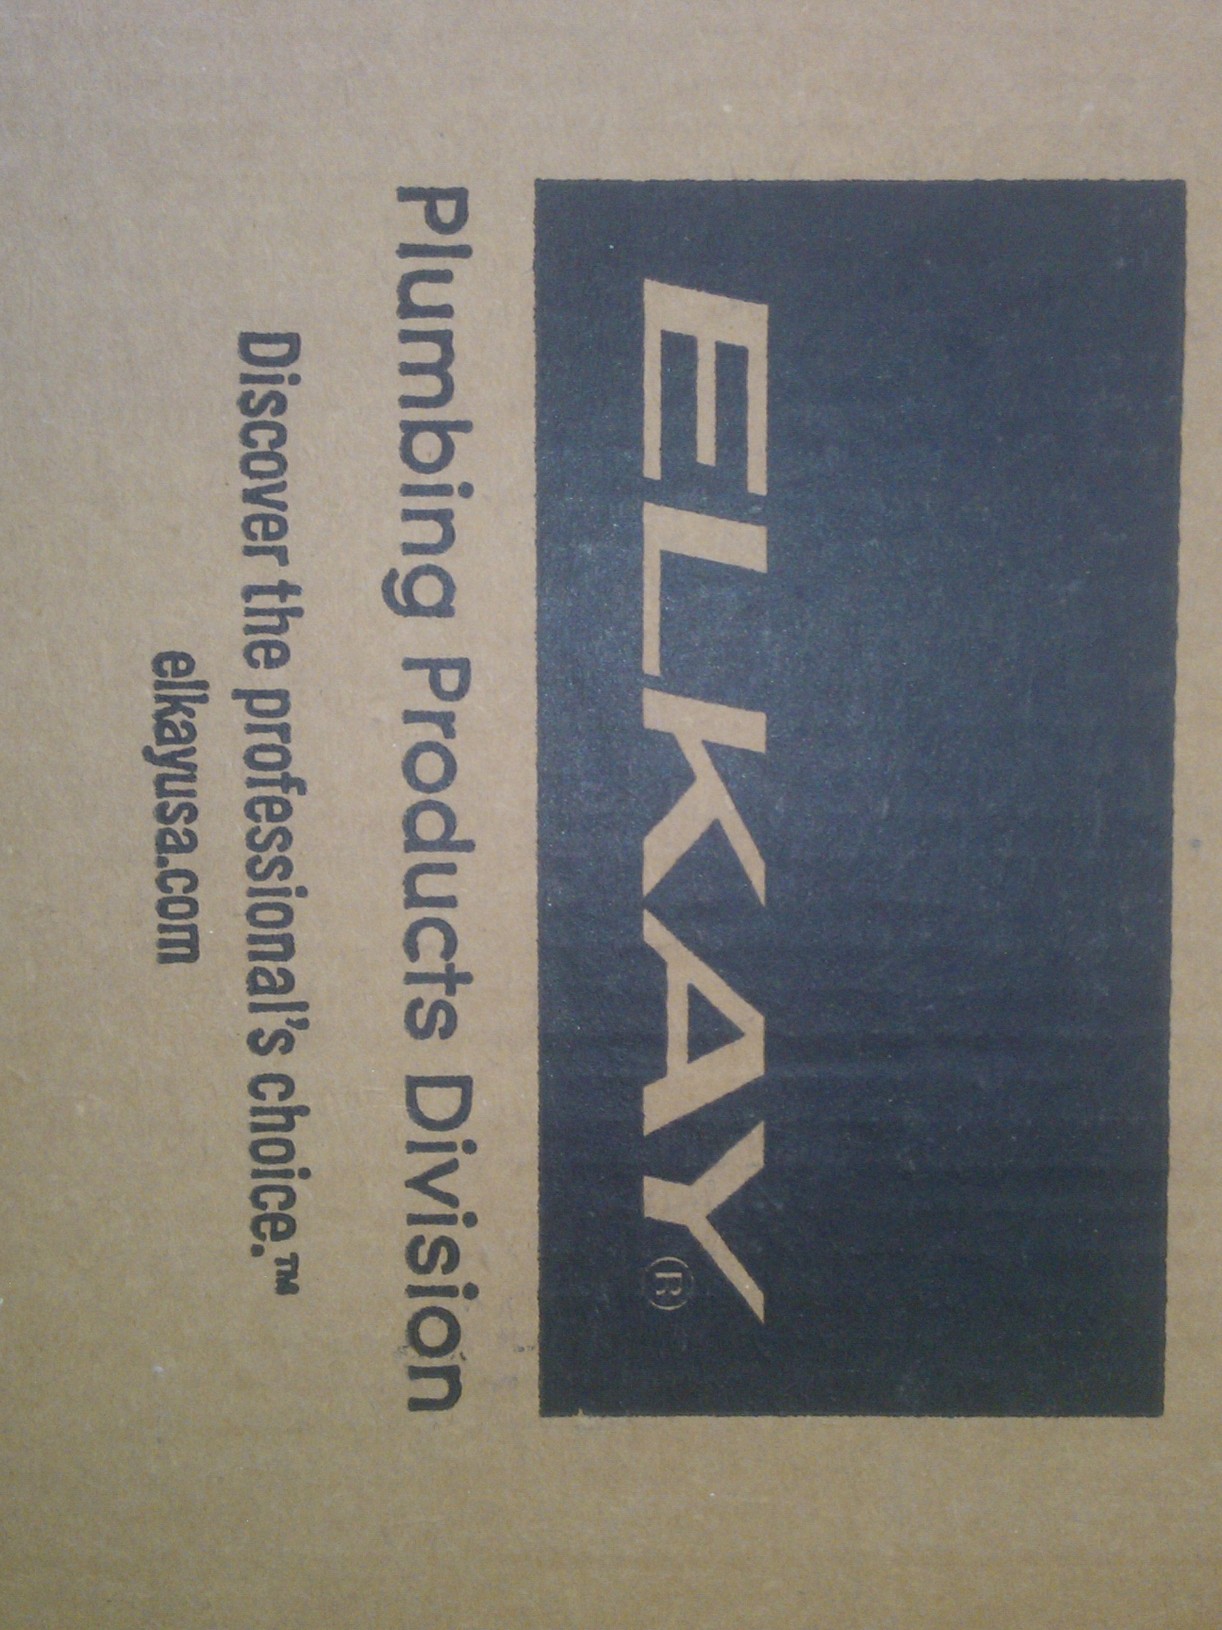 ELKAY®
Plumbing Products Division
Discover the professional's choice.™
elkayusa.com